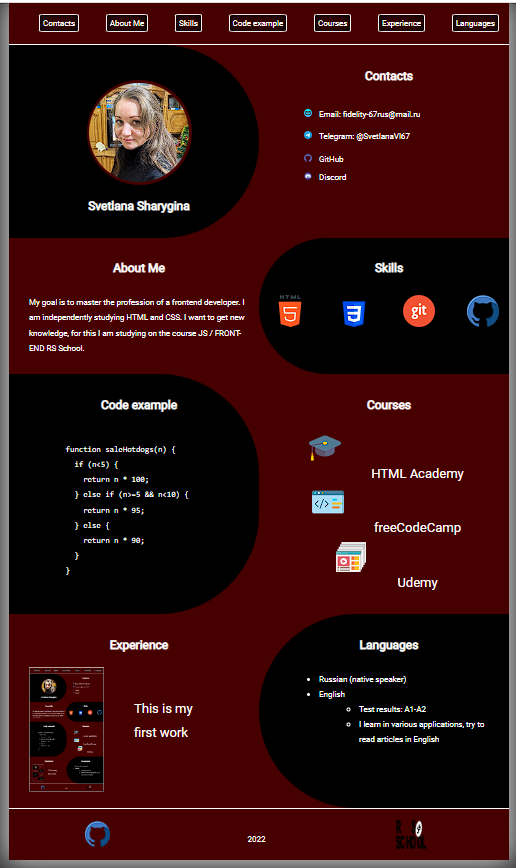 Contacts
About Me
Skills
Code example
Courses
Experience
Languages
Svetlana Sharygina
Contacts
Email: fidelity-67rus@mail.ru
Telegram: @SvetlanaVl67
GitHub
Discord
About Me
My goal is to master the profession of a frontend developer. I
am independently studying HTML and CSS. I want to get new
knowledge, for this I am studying on the course JS / FRONT-
END RS School.
Skills
HTML
5
3
git
Code example
function saleHotdogs(n) {
if (n<5) {
return n * 100;
} else if (n>=5 && n<10) {
return n * 95;
} else {
return n * 90;
}
}
Courses
HTML Academy
</>
freeCodeCamp
Udemy
Experience
This is my
first work
Languages
Russian (native speaker)
English
Test results: A1-A2
I learn in various applications, try to
read articles in English
2022